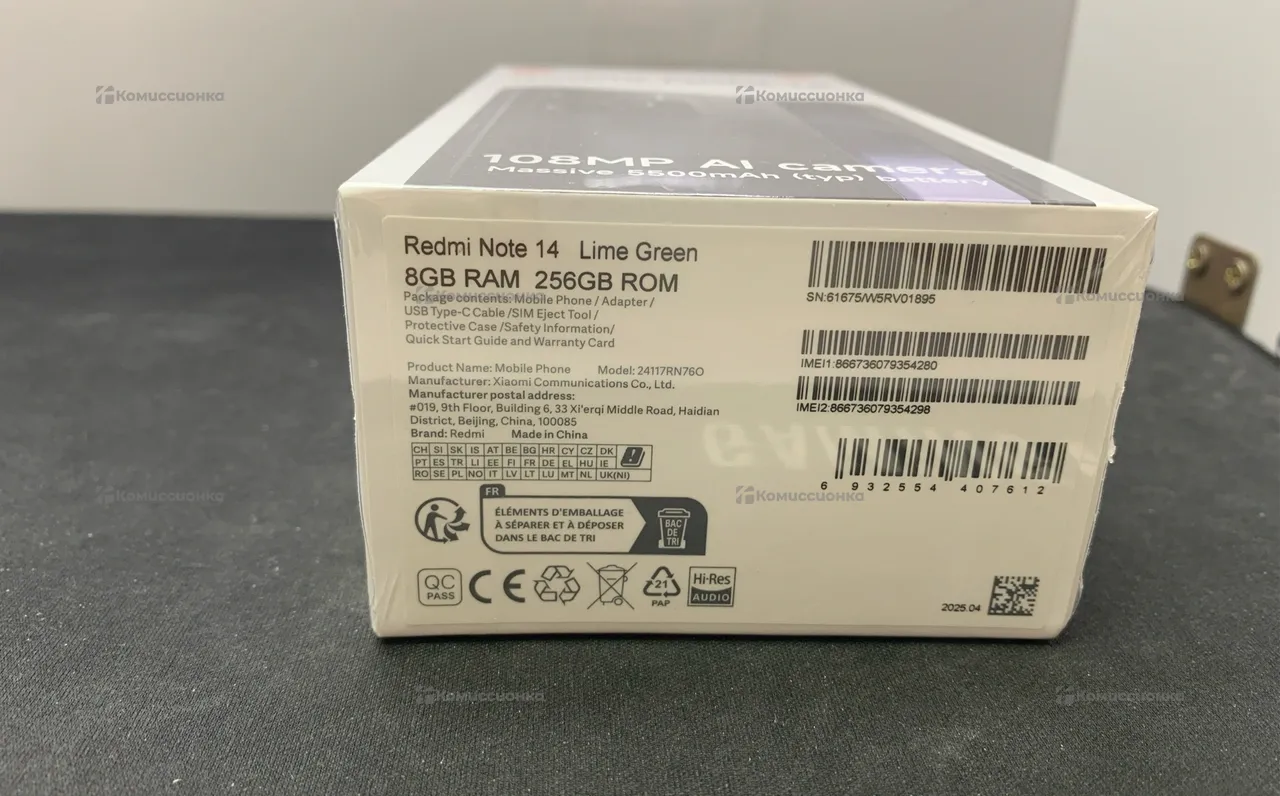 Комиссионка
Комиссионка
108MP AI camera
Massive 5500mAh (typ) battery
Redmi Note 14 Lime Green
8GB RAM 256GB ROM
Package contents: Mobile Phone / Adapter /
USB Type-C Cable /SIM Eject Tool /
Protective Case /Safety Information/
Quick Start Guide and Warranty Card
SN:61675/W5RV01895
Комиссионка
Комиссионка
IMEI1:866736079354280
IMEI2:866736079354298
Product Name: Mobile Phone Model: 24117RN76O
Manufacturer: Xiaomi Communications Co., Ltd.
Manufacturer postal address:
#019, 9th Floor, Building 6, 33 Xi'erqi Middle Road, Haidian
District, Beijing, China, 100085
Brand: Redmi Made in China
CH SI SK IS AT BE BG HR CY CZ DK
PT ES TR LI EE FI FR DE EL HU IE
RO SE PL NO IT LV LT LU MT NL UK(NI)
6 932554 407612
Комиссионка
Комиссионка
FR
ÉLÉMENTS D'EMBALLAGE
À SÉPARER ET À DÉPOSER
DANS LE BAC DE TRI
BAC
DE
TRI
QC
PASS
CE
21
PAP
Hi-Res
AUDIO
2025.04
Комиссионка
Комиссионка